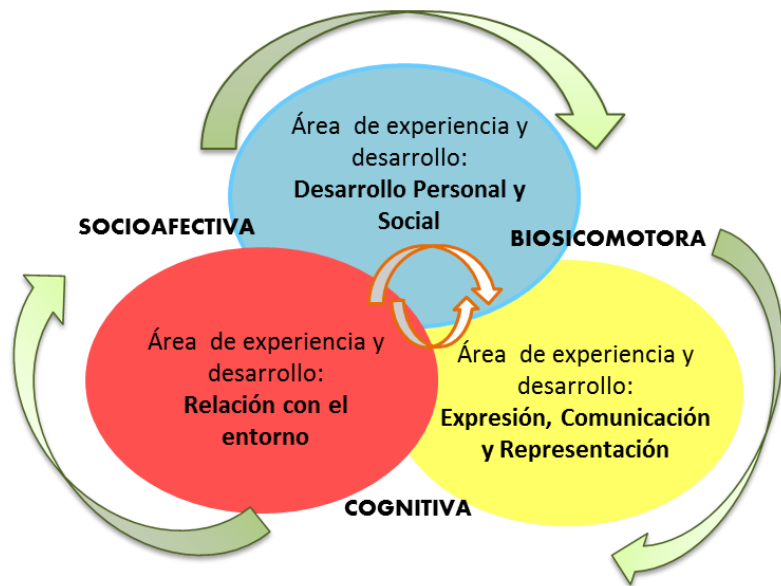 Área de experiencia y
desarrollo:
Desarrollo Personal y
Social
SOCIOAFECTIVA
BIOSICOMOTORA
Área de experiencia y
desarrollo:
Relación con el
entorno
Área de experiencia y
desarrollo:
Expresión, Comunicación
y Representación
COGNITIVA